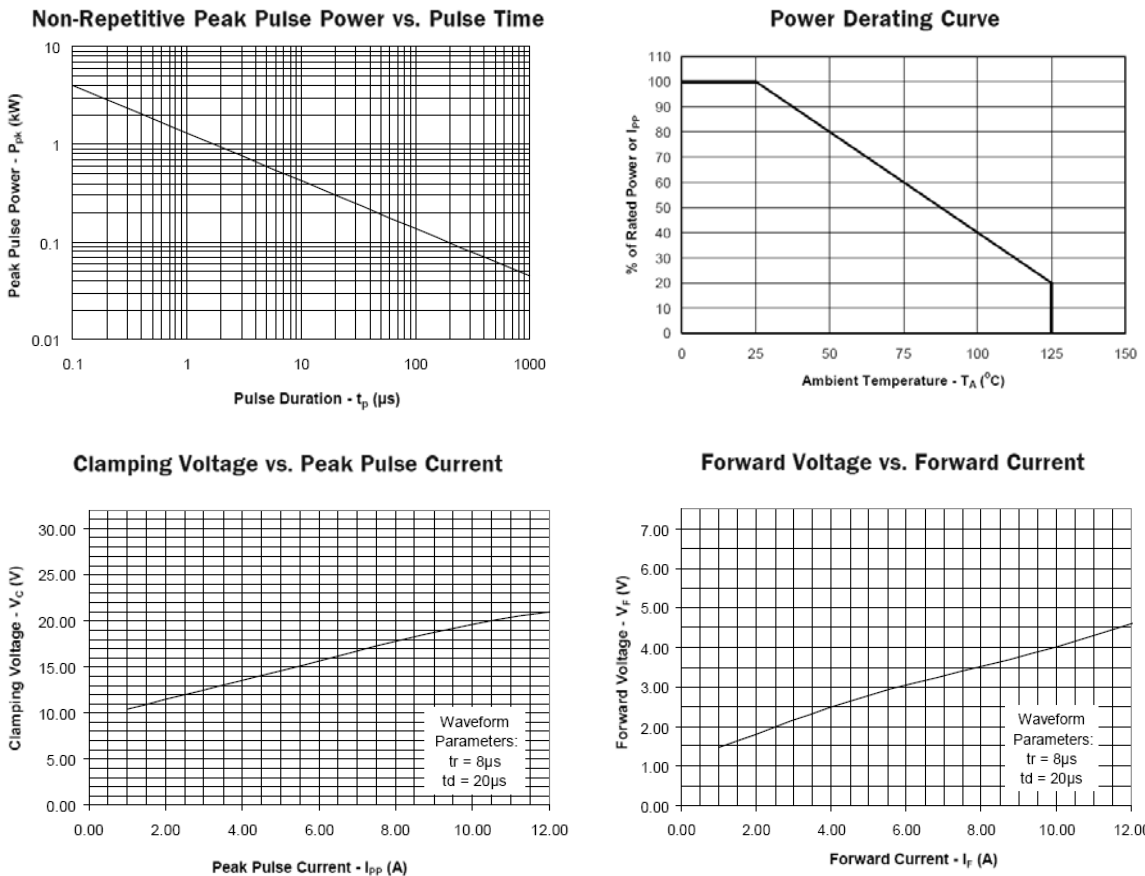 Non-Repetitive Peak Pulse Power vs. Pulse Time
Peak Pulse Power - Ppk (kW)
10
1
0.1
0.01
0.1 1 10 100 1000
Pulse Duration - tp (µs)
Power Derating Curve
% of Rated Power or IPP
110
100
90
80
70
60
50
40
30
20
10
0
0 25 50 75 100 125 150
Ambient Temperature - TA (°C)
Clamping Voltage vs. Peak Pulse Current
Clamping Voltage - VC (V)
30.00
25.00
20.00
15.00
10.00
5.00
0.00
0.00 2.00 4.00 6.00 8.00 10.00 12.00
Waveform
Parameters:
tr = 8µs
td = 20µs
Peak Pulse Current - IPP (A)
Forward Voltage vs. Forward Current
Forward Voltage - VF (V)
7.00
6.00
5.00
4.00
3.00
2.00
1.00
0.00
0.00 2.00 4.00 6.00 8.00 10.00 12.00
Waveform
Parameters:
tr = 8µs
td = 20µs
Forward Current - IF (A)